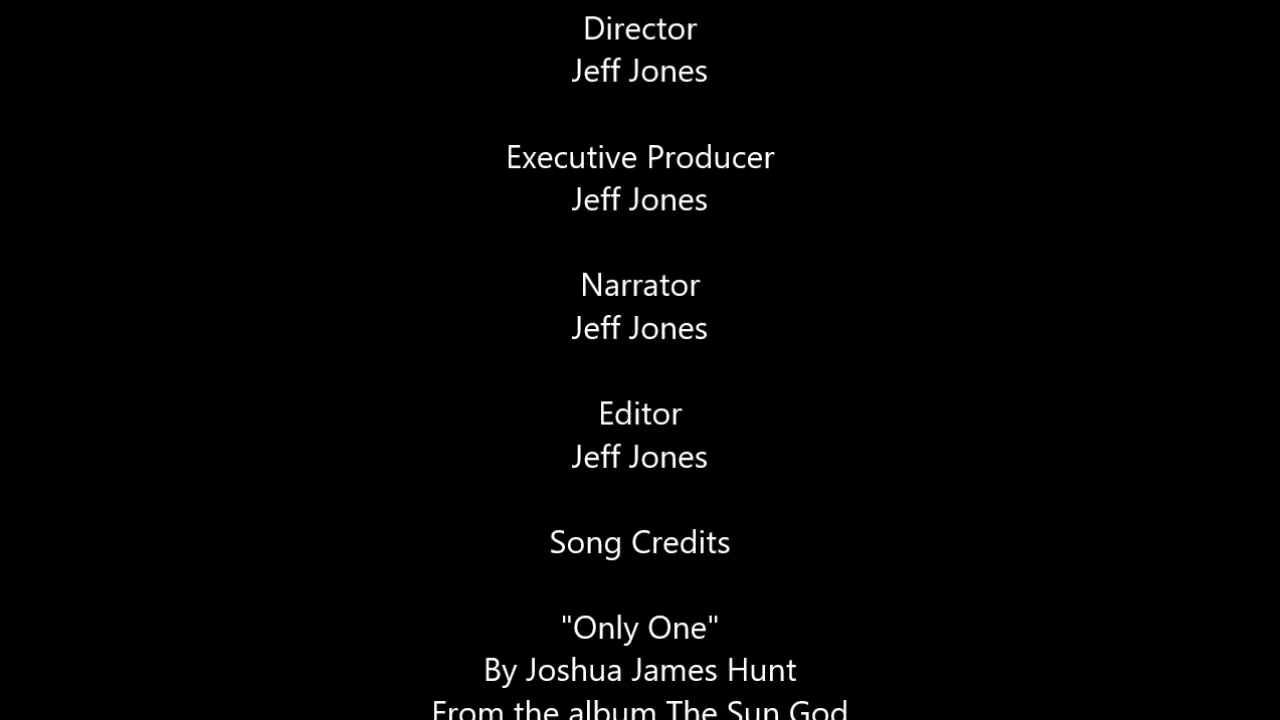 Director
Jeff Jones
Executive Producer
Jeff Jones
Narrator
Jeff Jones
Editor
Jeff Jones
Song Credits
"Only One"
By Joshua James Hunt
From the album The Sun God